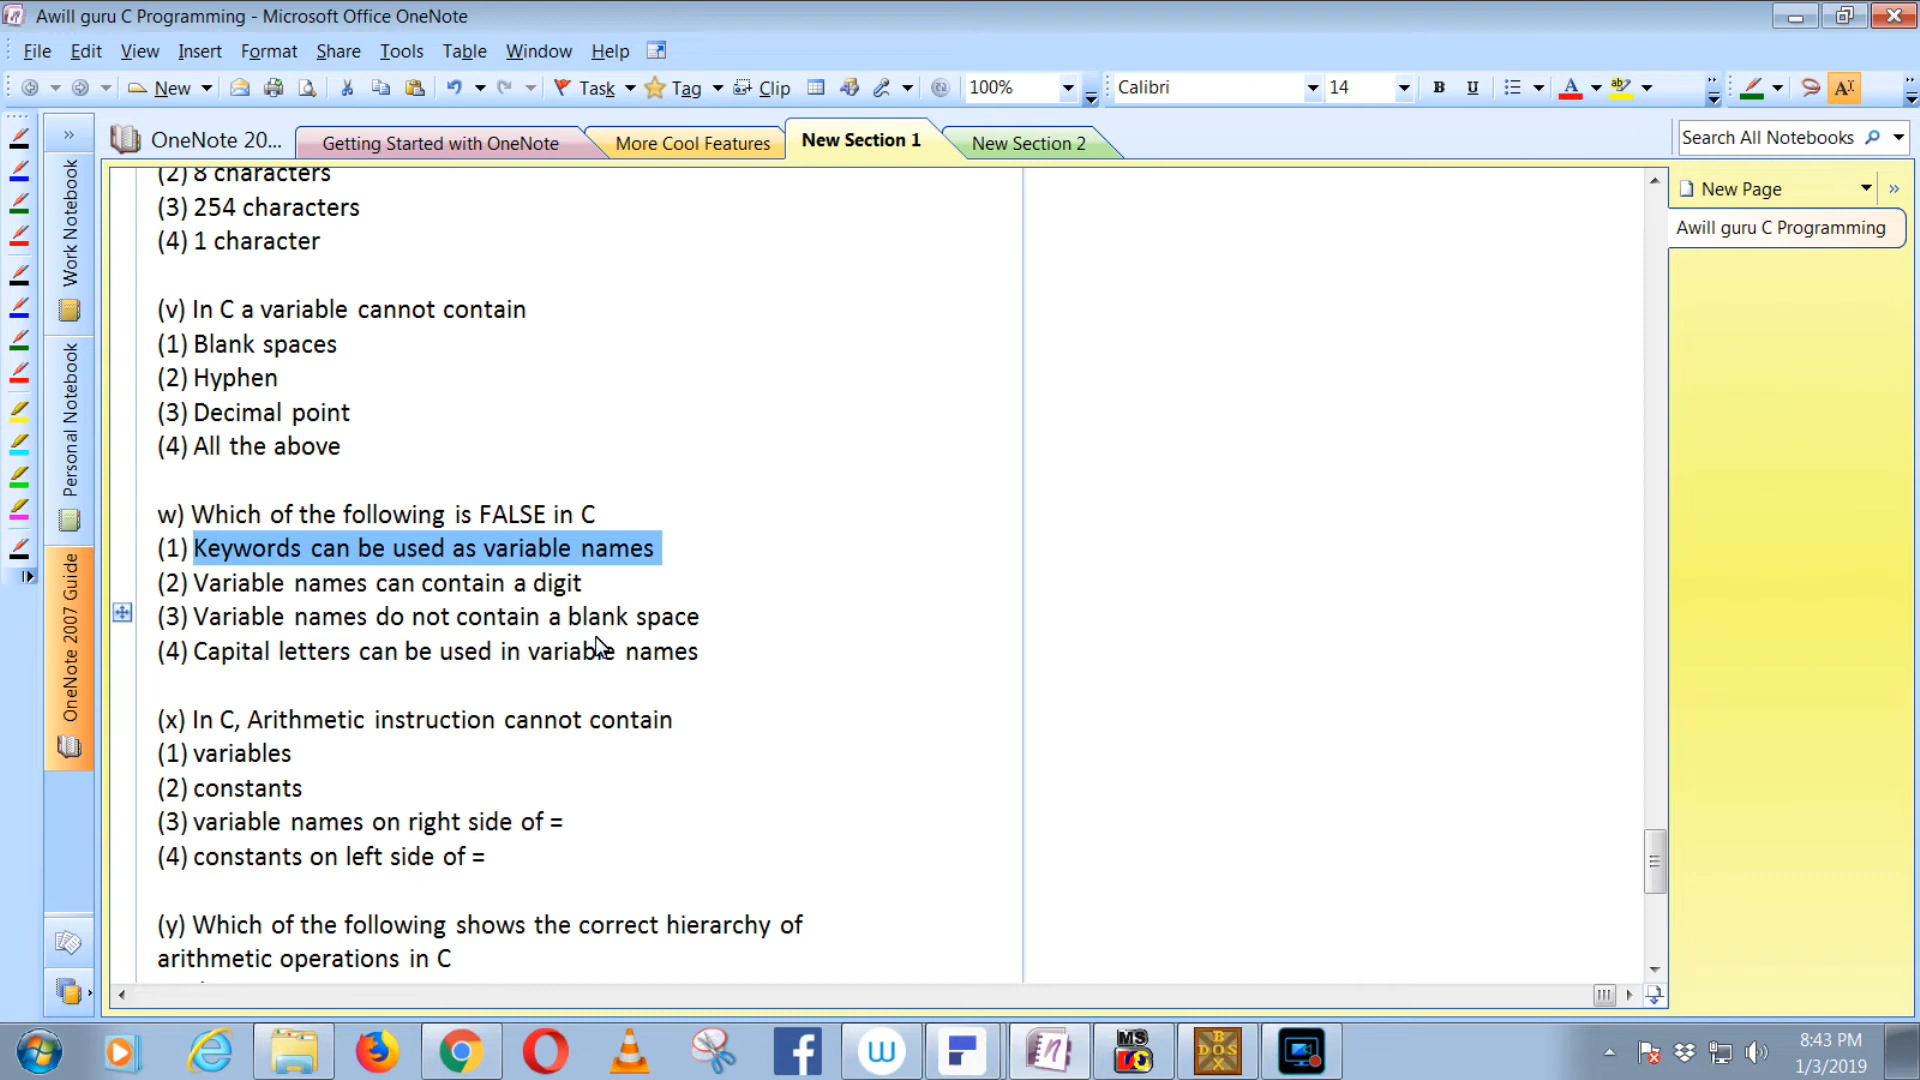 Awill guru C Programming - Microsoft Office OneNote
File Edit View Insert Format Share Tools Table Window Help
New Task Tag Clip 100% Calibri 14 B U A ab A
OneNote 20... Getting Started with OneNote More Cool Features New Section 1 New Section 2 Search All Notebooks
New Page
Awill guru C Programming
Work Notebook
Personal Notebook
OneNote 2007 Guide
(2) 8 characters
(3) 254 characters
(4) 1 character
(v) In C a variable cannot contain
(1) Blank spaces
(2) Hyphen
(3) Decimal point
(4) All the above
w) Which of the following is FALSE in C
(1) Keywords can be used as variable names
(2) Variable names can contain a digit
(3) Variable names do not contain a blank space
(4) Capital letters can be used in variable names
(x) In C, Arithmetic instruction cannot contain
(1) variables
(2) constants
(3) variable names on right side of =
(4) constants on left side of =
(y) Which of the following shows the correct hierarchy of
arithmetic operations in C
MS
BOX
DOS
8:43 PM
1/3/2019